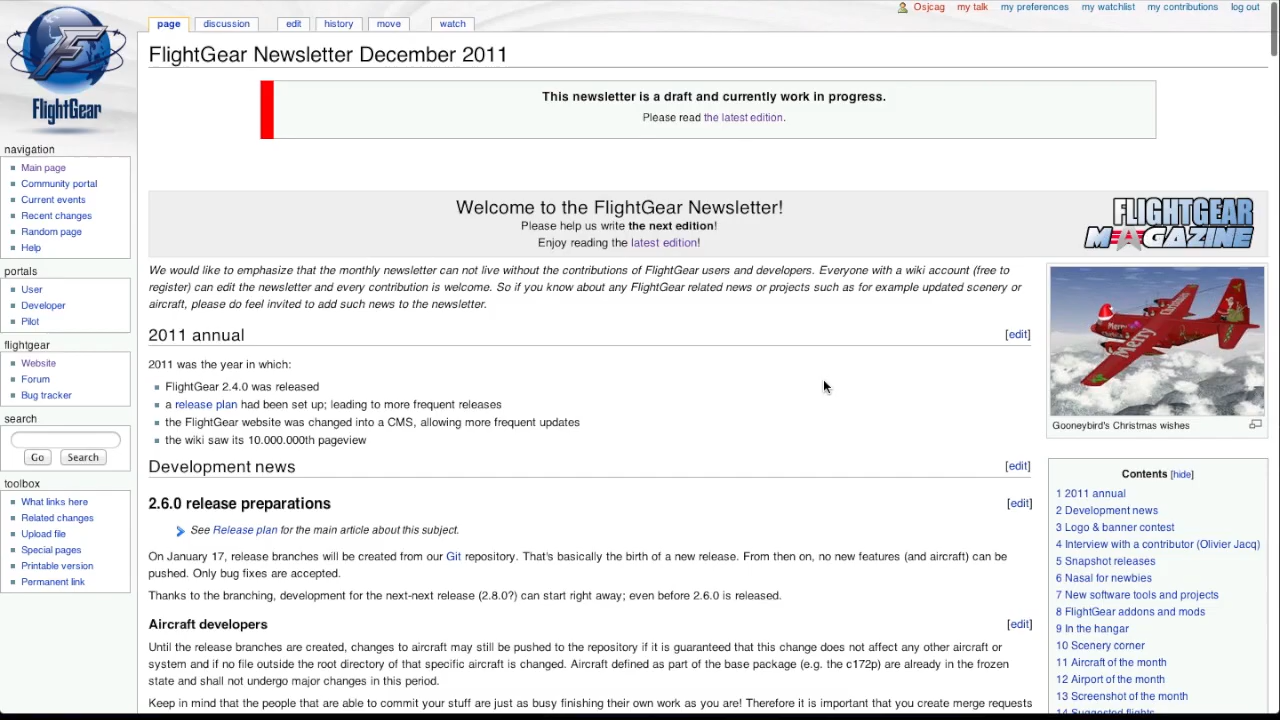 page
discussion
edit
history
move
watch
Osjcag
my talk
my preferences
my watchlist
my contributions
log out
FlightGear
navigation
Main page
Community portal
Current events
Recent changes
Random page
Help
portals
User
Developer
Pilot
flightgear
Website
Forum
Bug tracker
search
Go
Search
toolbox
What links here
Related changes
Upload file
Special pages
Printable version
Permanent link
FlightGear Newsletter December 2011
This newsletter is a draft and currently work in progress.
Please read the latest edition.
Welcome to the FlightGear Newsletter!
Please help us write the next edition!
Enjoy reading the latest edition!
FLIGHTGEAR
MAGAZINE
We would like to emphasize that the monthly newsletter can not live without the contributions of FlightGear users and developers. Everyone with a wiki account (free to
register) can edit the newsletter and every contribution is welcome. So if you know about any FlightGear related news or projects such as for example updated scenery or
aircraft, please do feel invited to add such news to the newsletter.
2011 annual
[edit]
2011 was the year in which:
FlightGear 2.4.0 was released
a release plan had been set up; leading to more frequent releases
the FlightGear website was changed into a CMS, allowing more frequent updates
the wiki saw its 10.000.000th pageview
Development news
[edit]
2.6.0 release preparations
[edit]
See Release plan for the main article about this subject.
On January 17, release branches will be created from our Git repository. That's basically the birth of a new release. From then on, no new features (and aircraft) can be
pushed. Only bug fixes are accepted.
Thanks to the branching, development for the next-next release (2.8.0?) can start right away; even before 2.6.0 is released.
Aircraft developers
[edit]
Until the release branches are created, changes to aircraft may still be pushed to the repository if it is guaranteed that this change does not affect any other aircraft or
system and if no file outside the root directory of that specific aircraft is changed. Aircraft defined as part of the base package (e.g. the c172p) are already in the frozen
state and shall not undergo major changes in this period.
Keep in mind that the people that are able to commit your stuff are just as busy finishing their own work as you are! Therefore it is important that you create merge requests
Merry
Christmas
Merry
Gooneybird's Christmas wishes
Contents [hide]
1 2011 annual
2 Development news
3 Logo & banner contest
4 Interview with a contributor (Olivier Jacq)
5 Snapshot releases
6 Nasal for newbies
7 New software tools and projects
8 FlightGear addons and mods
9 In the hangar
10 Scenery corner
11 Aircraft of the month
12 Airport of the month
13 Screenshot of the month
14 Suggested flights